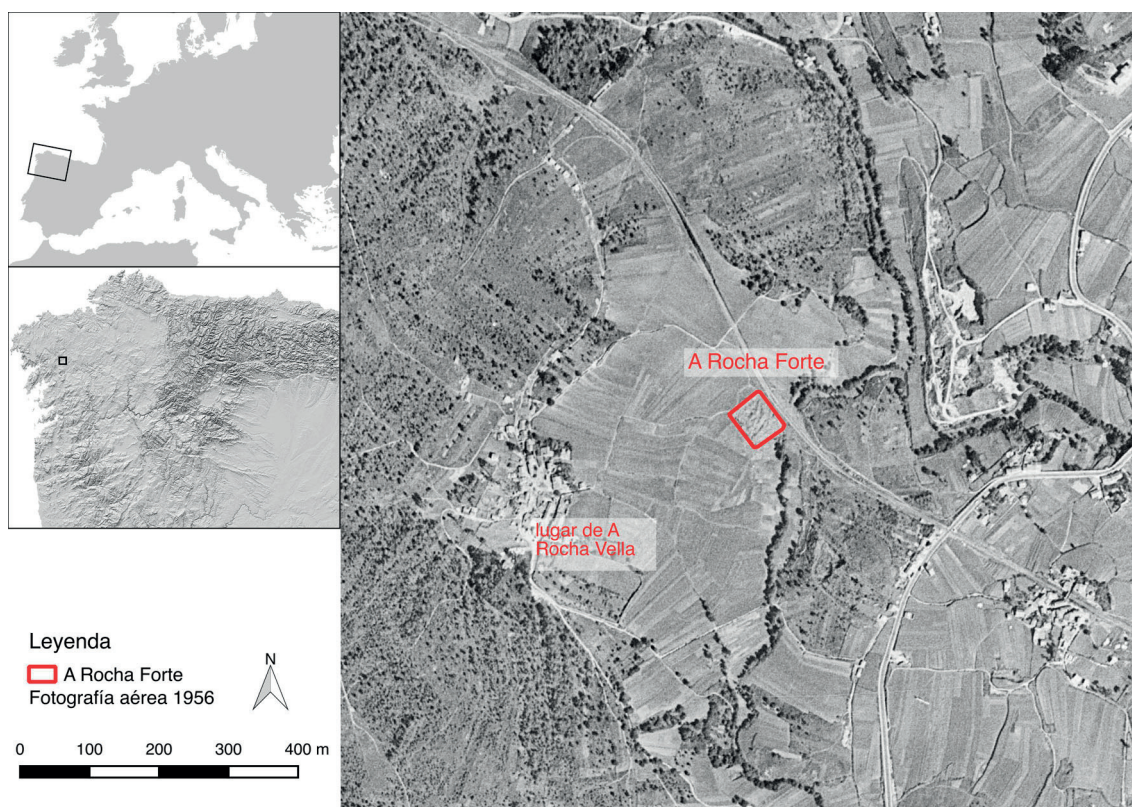 A Rocha Forte
lugar de A
Rocha Vella
Leyenda
A Rocha Forte
Fotografía aérea 1956
N
0 100 200 300 400 m